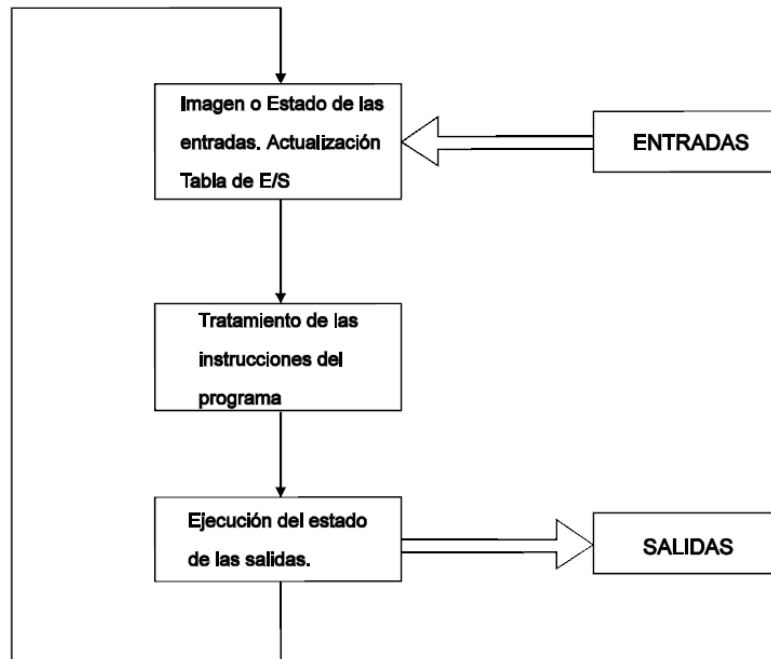 Imagen o Estado de las
entradas. Actualización
Tabla de E/S
ENTRADAS
Tratamiento de las
instrucciones del
programa
Ejecución del estado
de las salidas.
SALIDAS